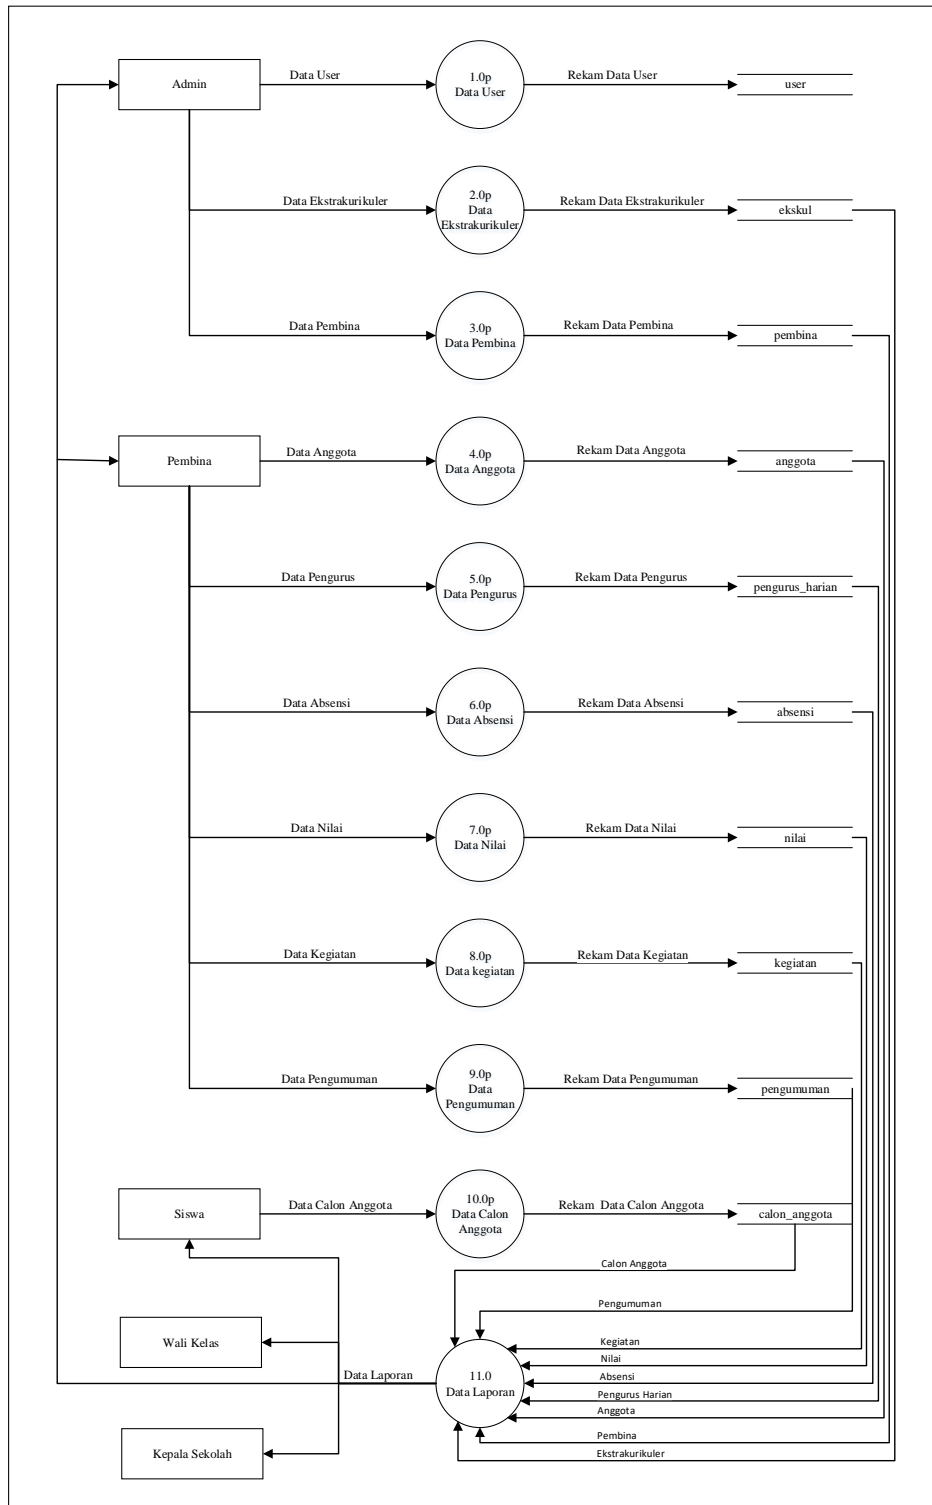 Admin
Data User
1.0p
Data User
Rekam Data User
user
Data Ekstrakurikuler
2.0p
Data
Ekstrakurikuler
Rekam Data Ekstrakurikuler
ekskul
Data Pembina
3.0p
Data Pembina
Rekam Data Pembina
pembina
Pembina
Data Anggota
4.0p
Data Anggota
Rekam Data Anggota
anggota
Data Pengurus
5.0p
Data Pengurus
Rekam Data Pengurus
pengurus_harian
Data Absensi
6.0p
Data Absensi
Rekam Data Absensi
absensi
Data Nilai
7.0p
Data Nilai
Rekam Data Nilai
nilai
Data Kegiatan
8.0p
Data kegiatan
Rekam Data Kegiatan
kegiatan
Data Pengumuman
9.0p
Data
Pengumuman
Rekam Data Pengumuman
pengumuman
Siswa
Data Calon Anggota
10.0p
Data Calon
Anggota
Rekam  Data Calon Anggota
calon_anggota
Calon Anggota
Pengumuman
Wali Kelas
Kegiatan
Nilai
Data Laporan
11.0
Data Laporan
Absensi
Pengurus Harian
Anggota
Pembina
Kepala Sekolah
Ekstrakurikuler